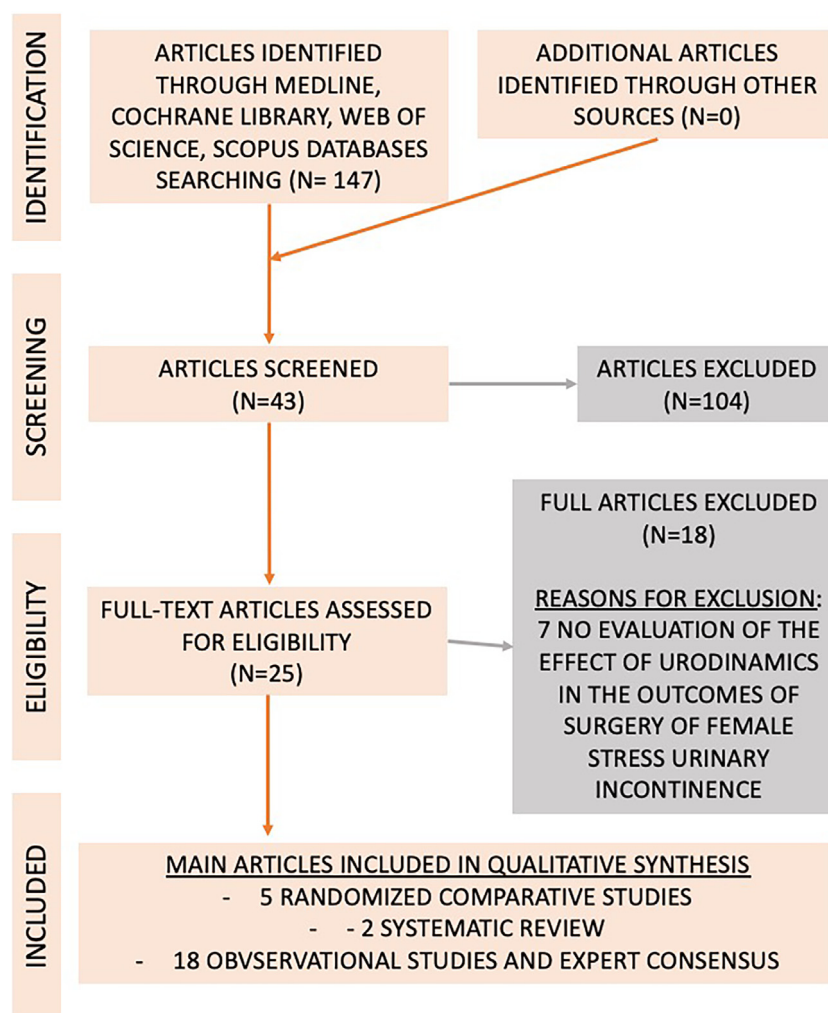 IDENTIFICATION
ARTICLES IDENTIFIED
THROUGH MEDLINE,
COCHRANE LIBRARY, WEB OF
SCIENCE, SCOPUS DATABASES
SEARCHING (N= 147)
ADDITIONAL ARTICLES
IDENTIFIED THROUGH OTHER
SOURCES (N=0)
SCREENING
ARTICLES SCREENED
(N=43)
ARTICLES EXCLUDED
(N=104)
ELIGIBILITY
FULL-TEXT ARTICLES ASSESSED
FOR ELIGIBILITY
(N=25)
FULL ARTICLES EXCLUDED
(N=18)
REASONS FOR EXCLUSION:
7 NO EVALUATION OF THE
EFFECT OF URODINAMICS
IN THE OUTCOMES OF
SURGERY OF FEMALE
STRESS URINARY
INCONTINENCE
INCLUDED
MAIN ARTICLES INCLUDED IN QUALITATIVE SYNTHESIS
- 5 RANDOMIZED COMPARATIVE STUDIES
- - 2 SYSTEMATIC REVIEW
- 18 OBVSERVATIONAL STUDIES AND EXPERT CONSENSUS